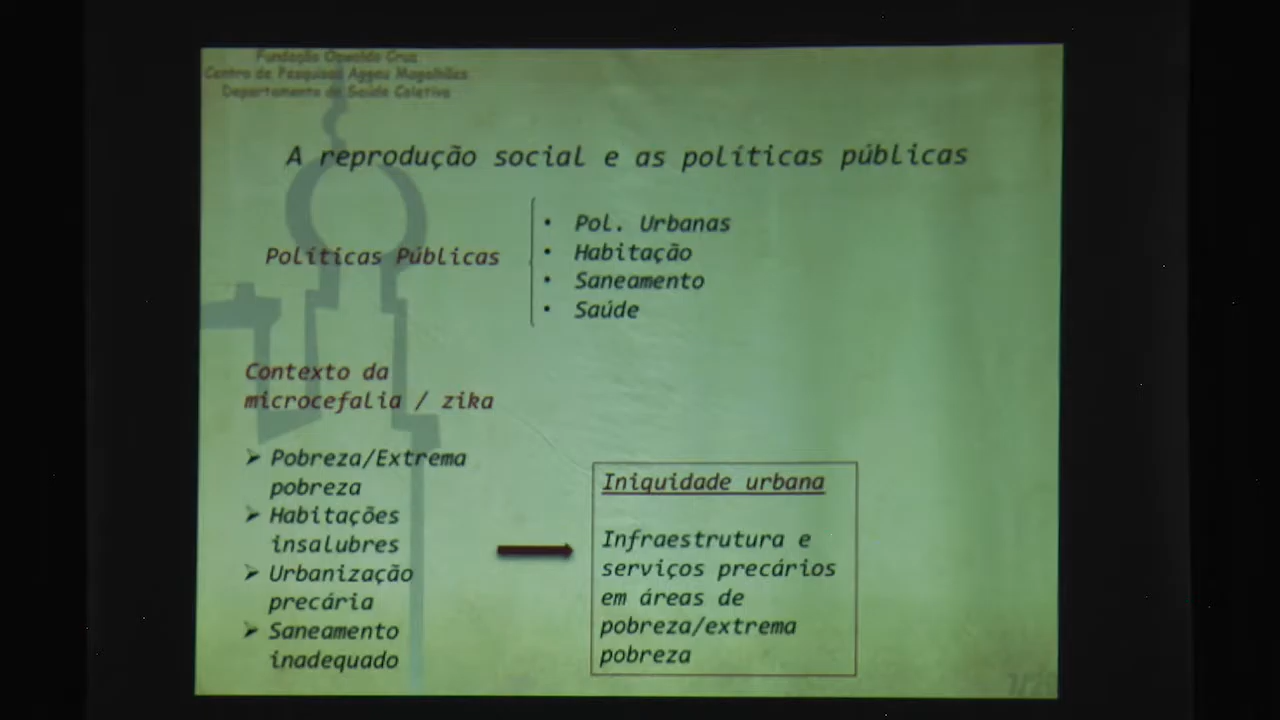 Fundação Oswaldo Cruz
Centro de Pesquisas Aggeu Magalhães
Departamento de Saúde Coletiva
A reprodução social e as políticas públicas
Políticas Públicas
• Pol. Urbanas
• Habitação
• Saneamento
• Saúde
Contexto da
microcefalia / zika
➢ Pobreza/Extrema
pobreza
➢ Habitações
insalubres
➢ Urbanização
precária
➢ Saneamento
inadequado
Iniquidade urbana
Infraestrutura e
serviços precários
em áreas de
pobreza/extrema
pobreza